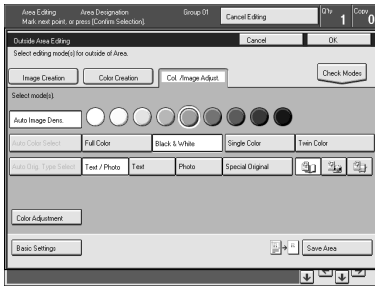 Area Editing Area Designation Group 01 Cancel Editing Q'ty 1 Copy 0
Mark next point, or press [Confirm Selection].
Outside Area Editing Cancel OK
Select editing mode(s) for outside of Area.
Image Creation Color Creation Col. /Image Adjust. Check Modes
Select mode(s).
Auto Image Dens.
Auto Color Select Full Color Black & White Single Color Twin Color
Auto Orig. Type Select Text / Photo Text Photo Special Original
Color Adjustment
Basic Settings Save Area